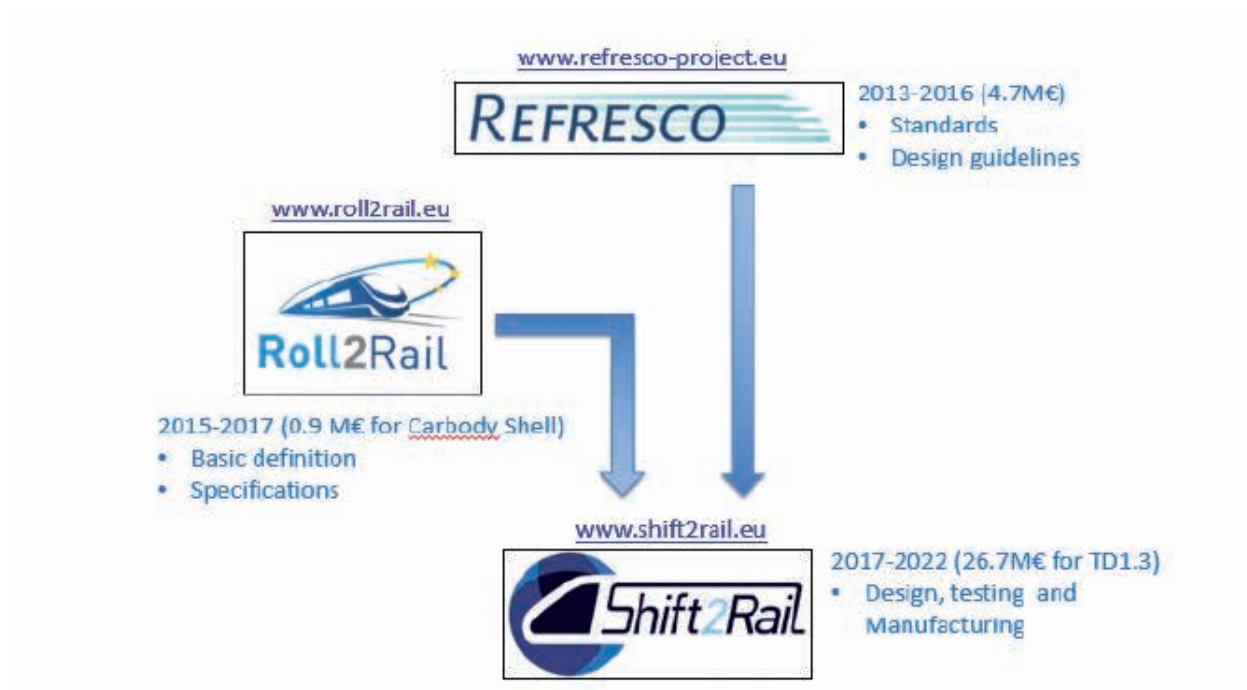 www.refresco-project.eu
REFRESCO
2013-2016 (4.7M€)
• Standards
• Design guidelines
www.roll2rail.eu
Roll2Rail
2015-2017 (0.9 M€ for Carbody Shell)
• Basic definition
• Specifications
www.shift2rail.eu
Shift2Rail
2017-2022 (26.7M€ for TD1.3)
• Design, testing and
Manufacturing